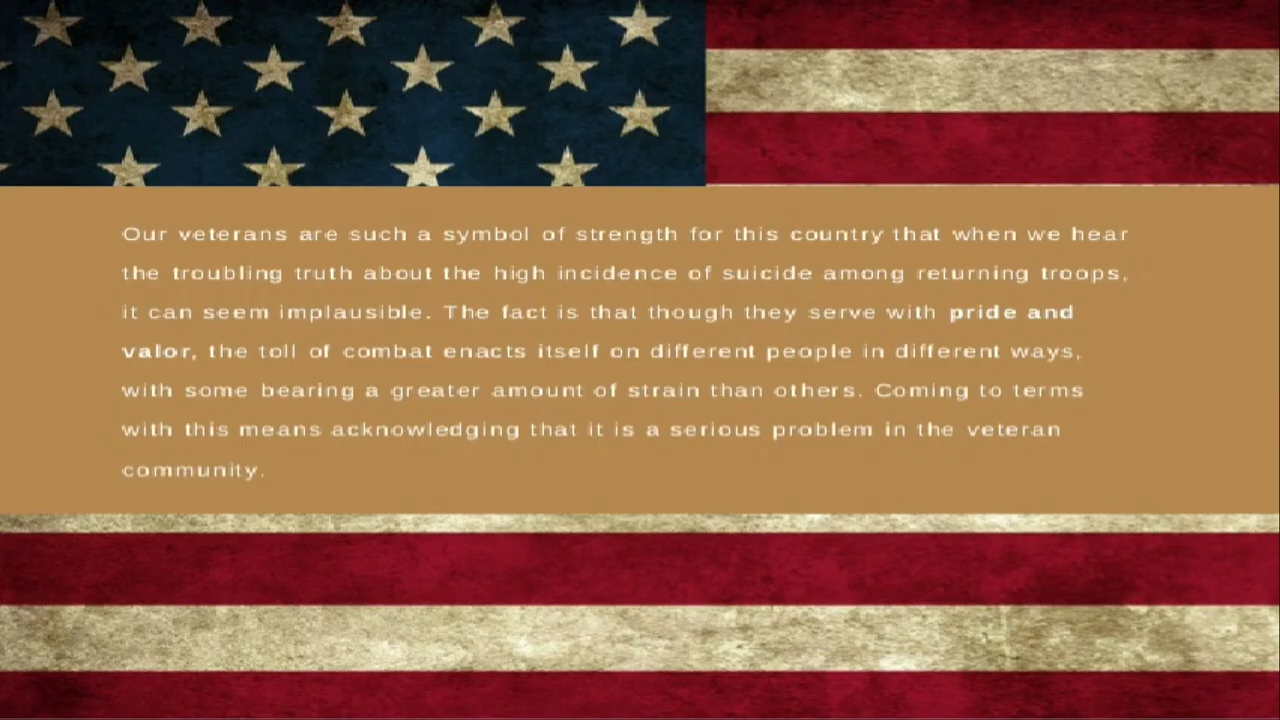 Our veterans are such a symbol of strength for this country that when we hear
the troubling truth about the high incidence of suicide among returning troops,
it can seem implausible. The fact is that though they serve with pride and
valor, the toll of combat enacts itself on different people in different ways,
with some bearing a greater amount of strain than others. Coming to terms
with this means acknowledging that it is a serious problem in the veteran
community.